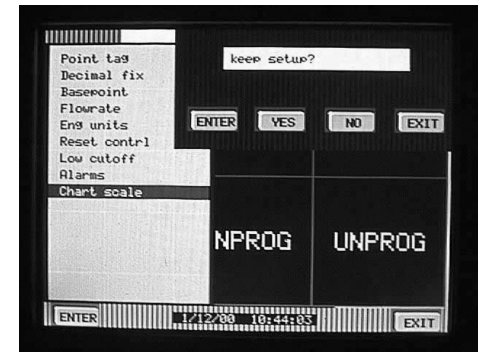 Point tag
Decimal fix
Basepoint
Flowrate
Eng units
Reset contrl
Low cutoff
Alarms
Chart scale
keep setup?
ENTER YES NO EXIT
NPROG UNPROG
ENTER 1/12/00 10:44:03 EXIT